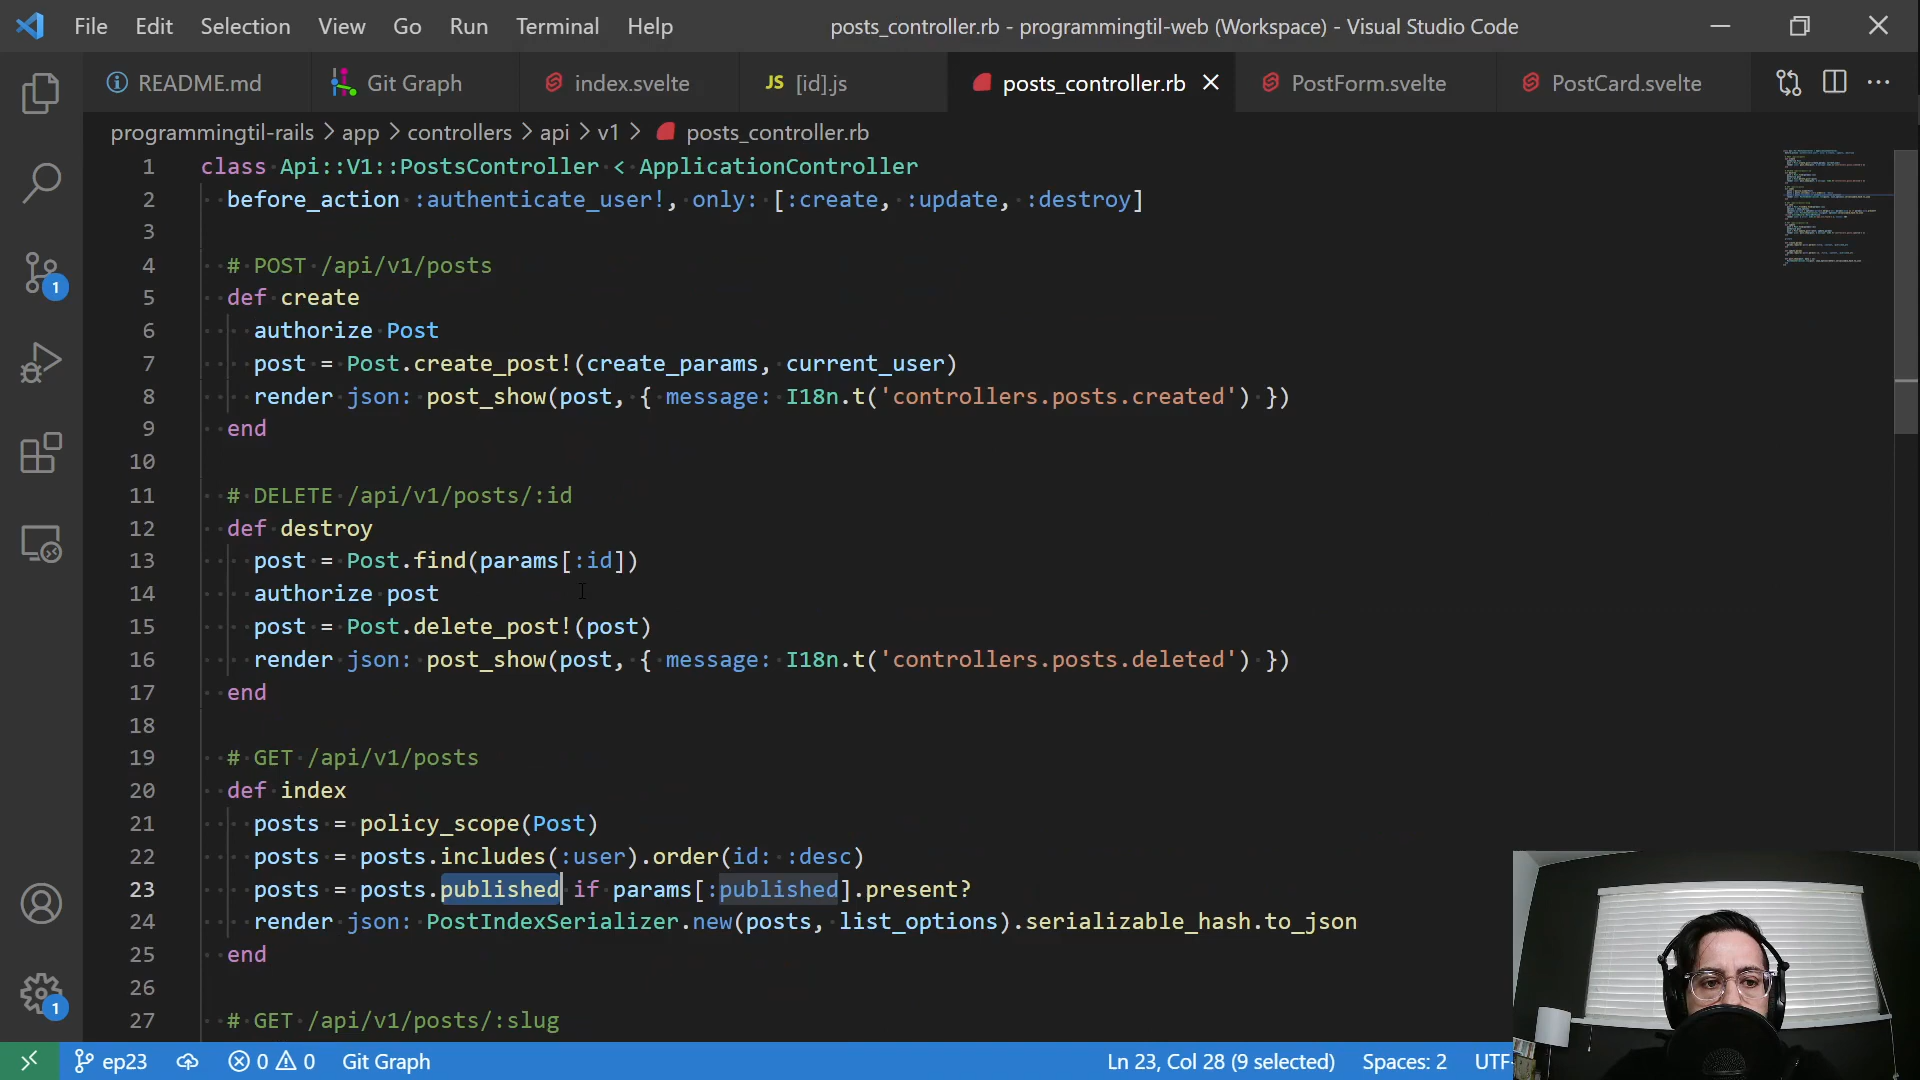 File Edit Selection View Go Run Terminal Help posts_controller.rb - programmingtil-web (Workspace) - Visual Studio Code
README.md Git Graph index.svelte JS [id].js posts_controller.rb PostForm.svelte PostCard.svelte
programmingtil-rails > app > controllers > api > v1 > posts_controller.rb
1 class Api::V1::PostsController < ApplicationController
2 before_action :authenticate_user!, only: [:create, :update, :destroy]
3
4 # POST /api/v1/posts
5 def create
6 authorize Post
7 post = Post.create_post!(create_params, current_user)
8 render json: post_show(post, { message: I18n.t('controllers.posts.created') })
9 end
10
11 # DELETE /api/v1/posts/:id
12 def destroy
13 post = Post.find(params[:id])
14 authorize post
15 post = Post.delete_post!(post)
16 render json: post_show(post, { message: I18n.t('controllers.posts.deleted') })
17 end
18
19 # GET /api/v1/posts
20 def index
21 posts = policy_scope(Post)
22 posts = posts.includes(:user).order(id: :desc)
23 posts = posts.published if params[:published].present?
24 render json: PostIndexSerializer.new(posts, list_options).serializable_hash.to_json
25 end
26
27 # GET /api/v1/posts/:slug
1
1
ep23 0 0 Git Graph Ln 23, Col 28 (9 selected) Spaces: 2 UTF-